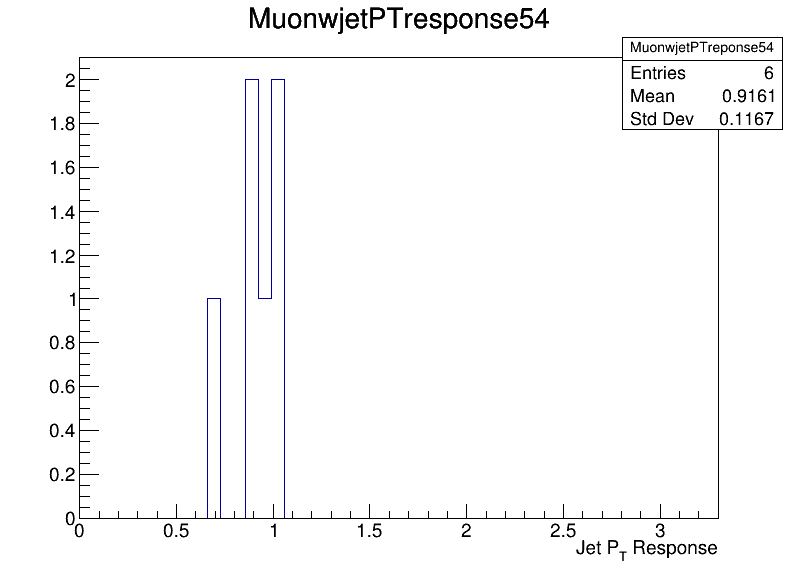 MuonwjetPTresponse54
MuonwjetPTreponse54
Entries 6
Mean 0.9161
Std Dev 0.1167
2
1.8
1.6
1.4
1.2
1
0.8
0.6
0.4
0.2
0
0 0.5 1 1.5 2 2.5 3
Jet PT Response